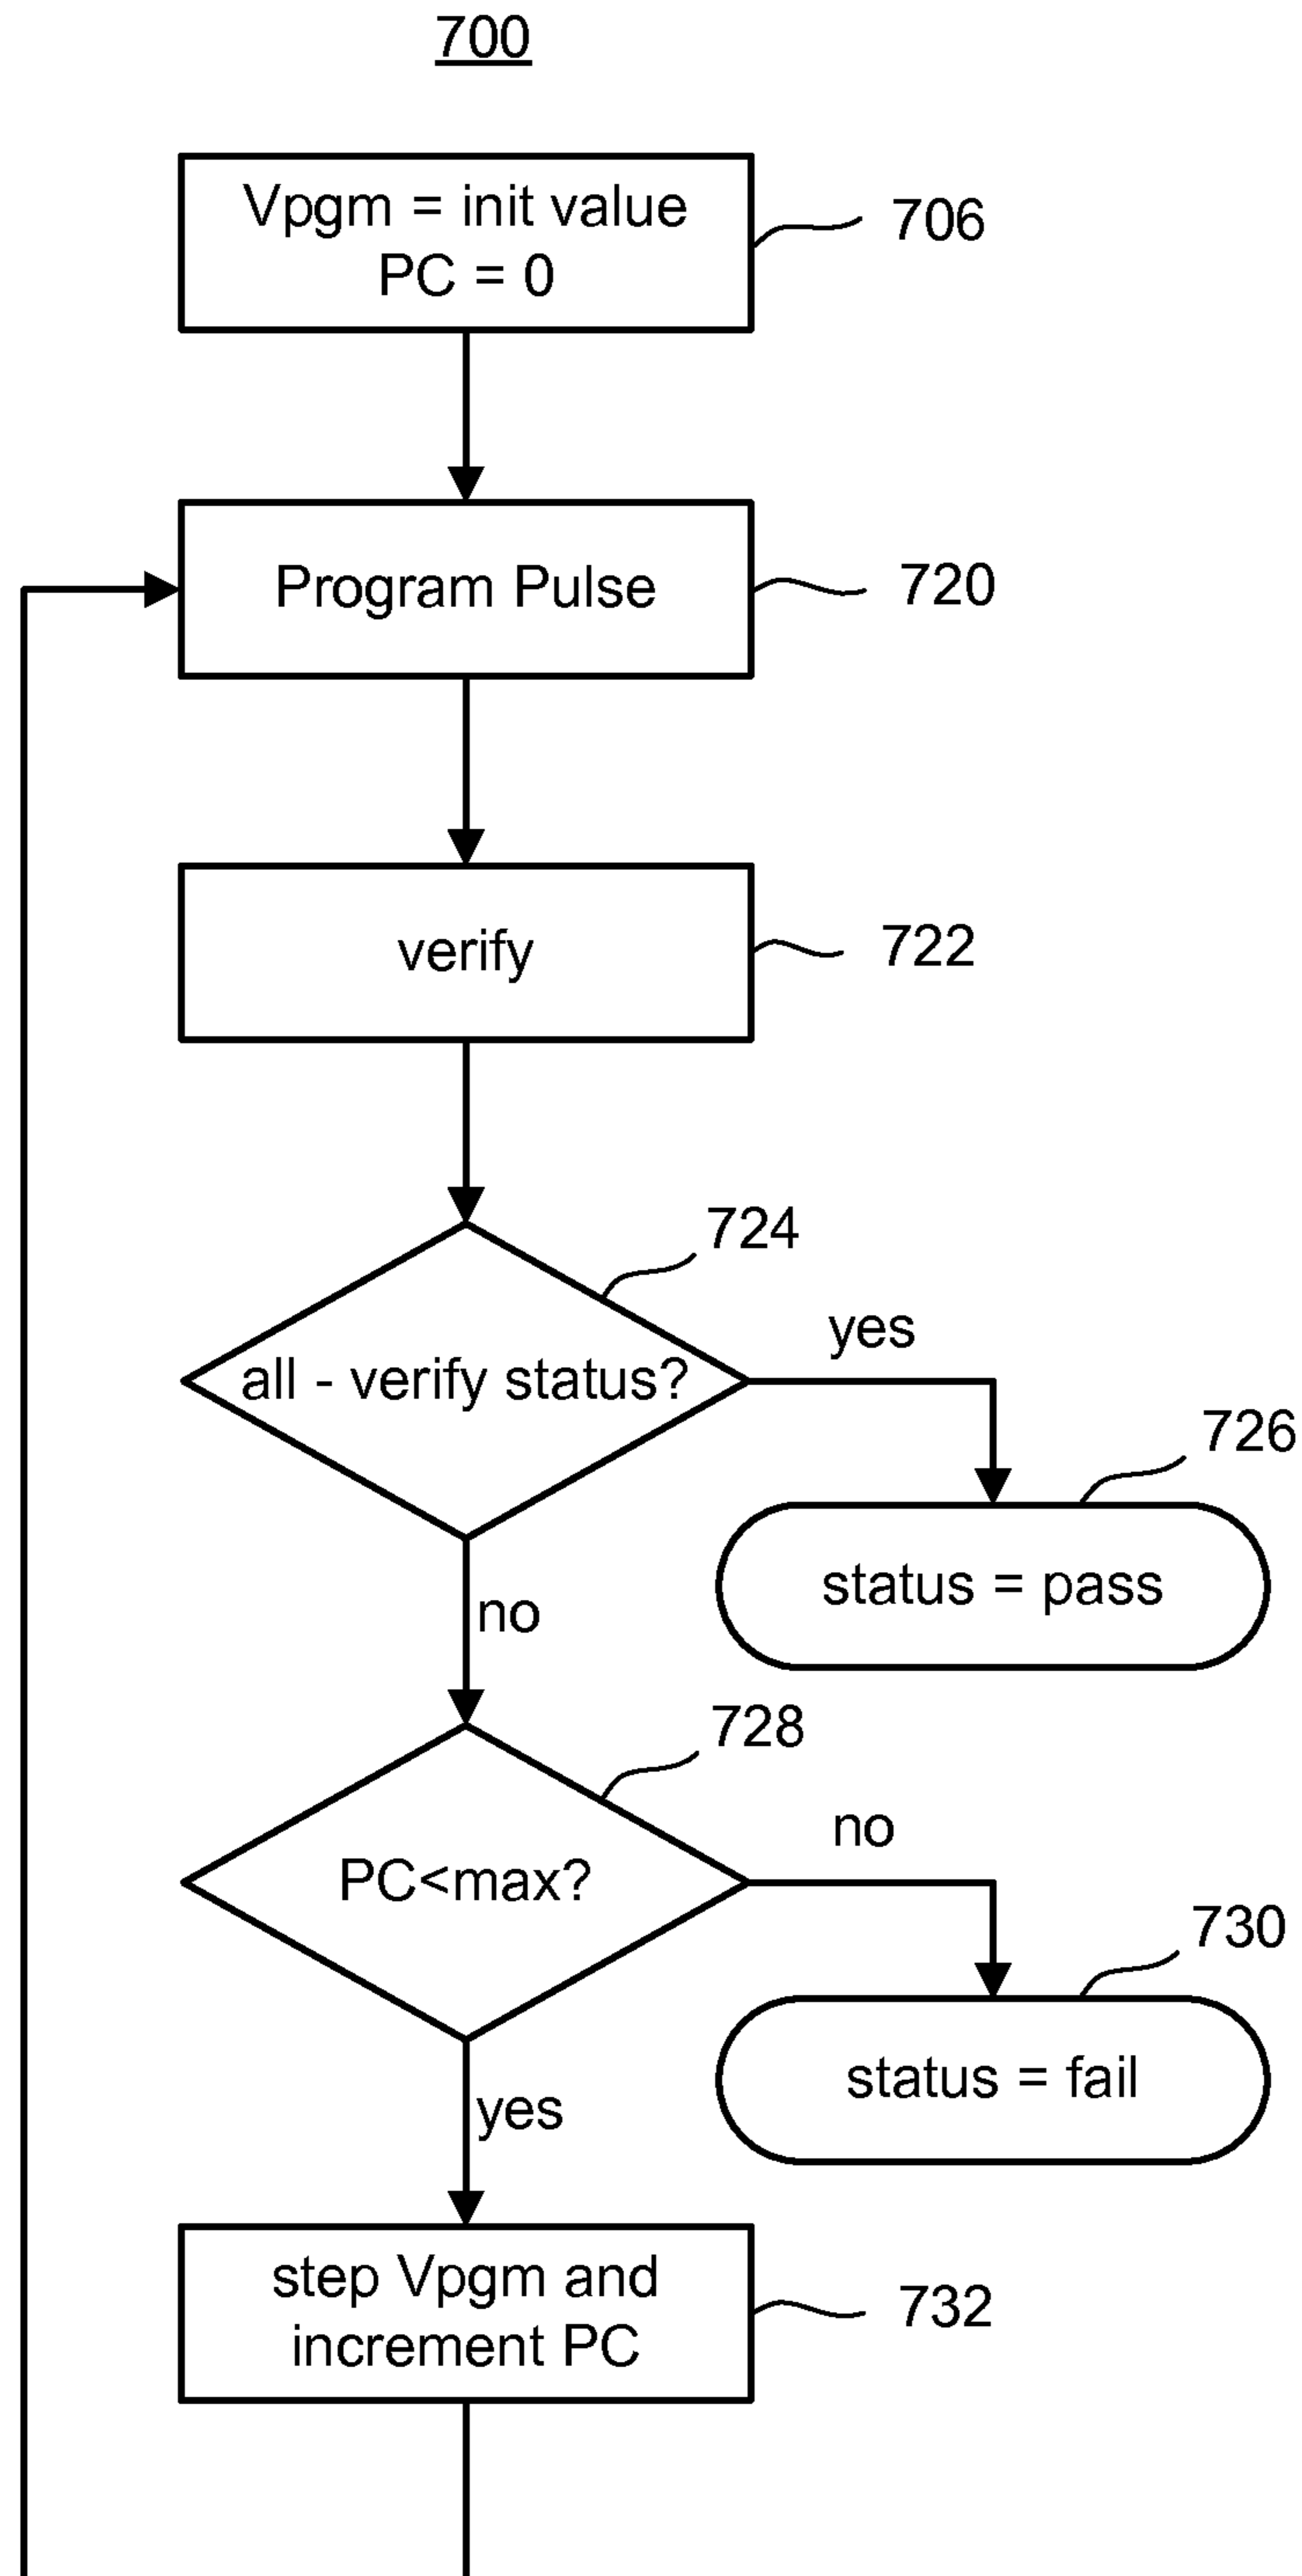 700
Vpgm = init value
PC = 0
706
Program Pulse
720
verify
722
724
all - verify status?
yes
726
status = pass
no
728
PC<max?
no
730
status = fail
yes
step Vpgm and
increment PC
732